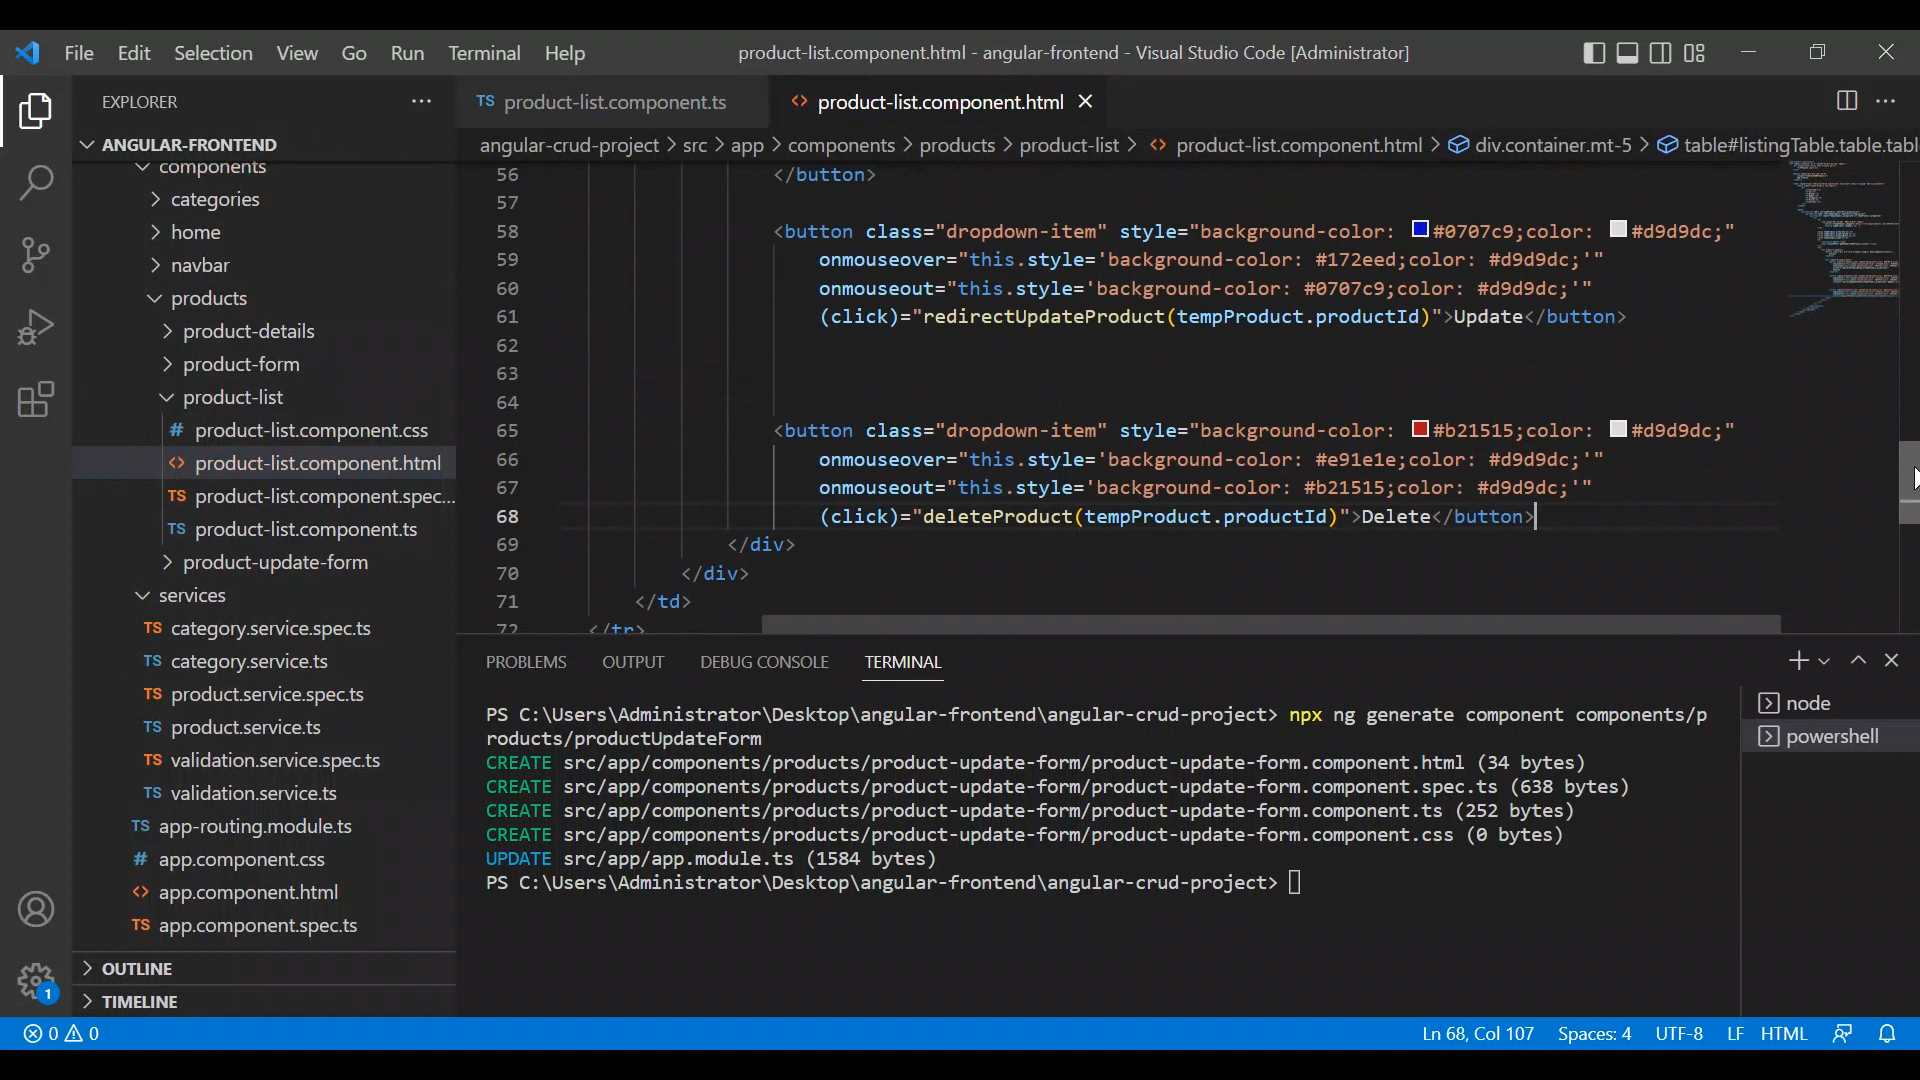 File Edit Selection View Go Run Terminal Help
product-list.component.html - angular-frontend - Visual Studio Code [Administrator]
EXPLORER
ANGULAR-FRONTEND
components
categories
home
navbar
products
product-details
product-form
product-list
# product-list.component.css
<> product-list.component.html
TS product-list.component.spec...
TS product-list.component.ts
product-update-form
services
TS category.service.spec.ts
TS category.service.ts
TS product.service.spec.ts
TS product.service.ts
TS validation.service.spec.ts
TS validation.service.ts
TS app-routing.module.ts
# app.component.css
<> app.component.html
TS app.component.spec.ts
OUTLINE
TIMELINE
1
TS product-list.component.ts
<> product-list.component.html
angular-crud-project > src > app > components > products > product-list > <> product-list.component.html > div.container.mt-5 > table#listingTable.table.tabl
56 </button>
57
58 <button class="dropdown-item" style="background-color: #0707c9;color: #d9d9dc;"
59 onmouseover="this.style='background-color: #172eed;color: #d9d9dc;'"
60 onmouseout="this.style='background-color: #0707c9;color: #d9d9dc;'"
61 (click)="redirectUpdateProduct(tempProduct.productId)">Update</button>
62
63
64
65 <button class="dropdown-item" style="background-color: #b21515;color: #d9d9dc;"
66 onmouseover="this.style='background-color: #e91e1e;color: #d9d9dc;'"
67 onmouseout="this.style='background-color: #b21515;color: #d9d9dc;'"
68 (click)="deleteProduct(tempProduct.productId)">Delete</button>
69 </div>
70 </div>
71 </td>
72 </tr>
PROBLEMS OUTPUT DEBUG CONSOLE TERMINAL
PS C:\Users\Administrator\Desktop\angular-frontend\angular-crud-project> npx ng generate component components/p
roducts/productUpdateForm
CREATE src/app/components/products/product-update-form/product-update-form.component.html (34 bytes)
CREATE src/app/components/products/product-update-form/product-update-form.component.spec.ts (638 bytes)
CREATE src/app/components/products/product-update-form/product-update-form.component.ts (252 bytes)
CREATE src/app/components/products/product-update-form/product-update-form.component.css (0 bytes)
UPDATE src/app/app.module.ts (1584 bytes)
PS C:\Users\Administrator\Desktop\angular-frontend\angular-crud-project>
node
powershell
0 0
Ln 68, Col 107 Spaces: 4 UTF-8 LF HTML